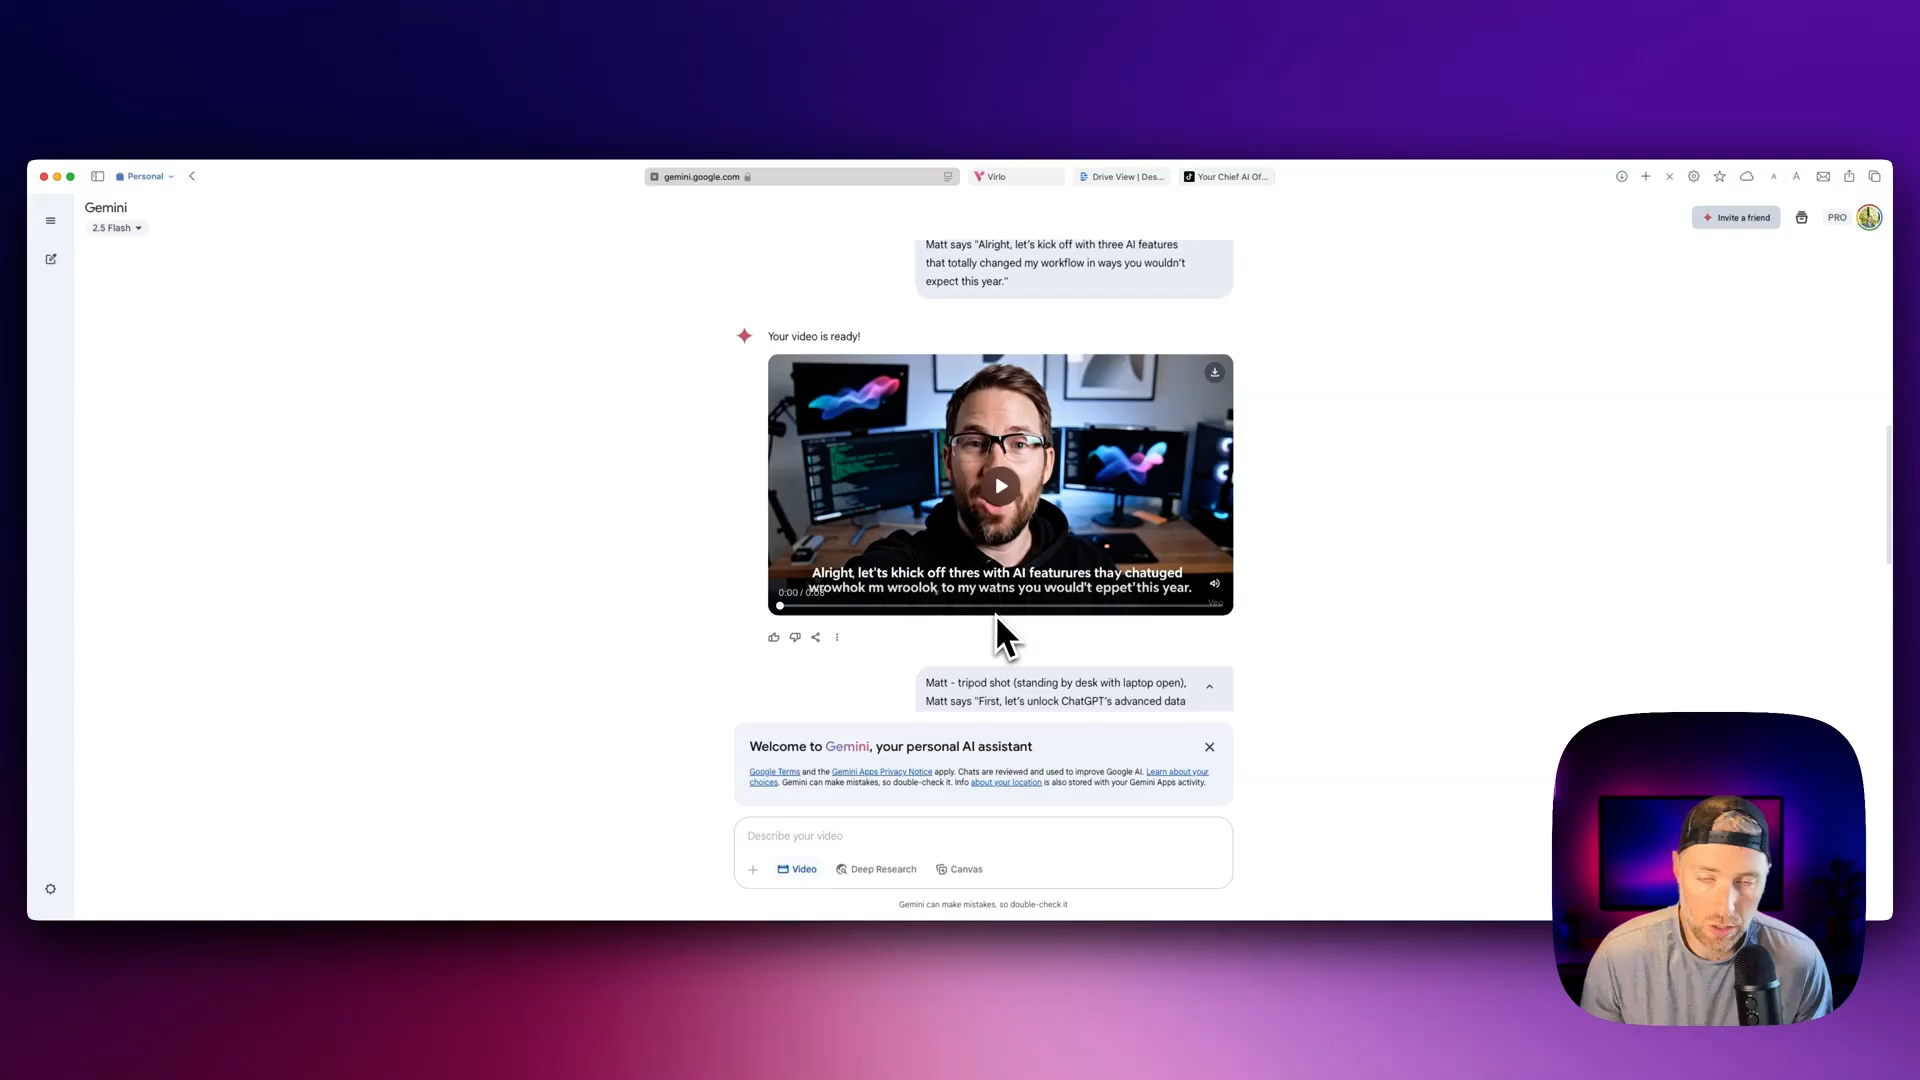 Personal
gemini.google.com
Virlo
Drive View | Des...
Your Chief AI Of...
A
A
Gemini
2.5 Flash
Invite a friend
PRO
Matt says "Alright, let's kick off with three AI features
that totally changed my workflow in ways you wouldn't
expect this year."
Your video is ready!
Alright, let'ts khick off thres with AI featurures thay chatuged
wrowhok m wroolok to my watns you would't eppet'this year.
0:00 / 0:08
Veo
Matt - tripod shot (standing by desk with laptop open),
Matt says "First, let's unlock ChatGPT's advanced data
Welcome to Gemini, your personal AI assistant
Google Terms and the Gemini Apps Privacy Notice apply. Chats are reviewed and used to improve Google AI. Learn about your
choices. Gemini can make mistakes, so double-check it. Info about your location is also stored with your Gemini Apps activity.
Describe your video
Video
Deep Research
Canvas
Gemini can make mistakes, so double-check it